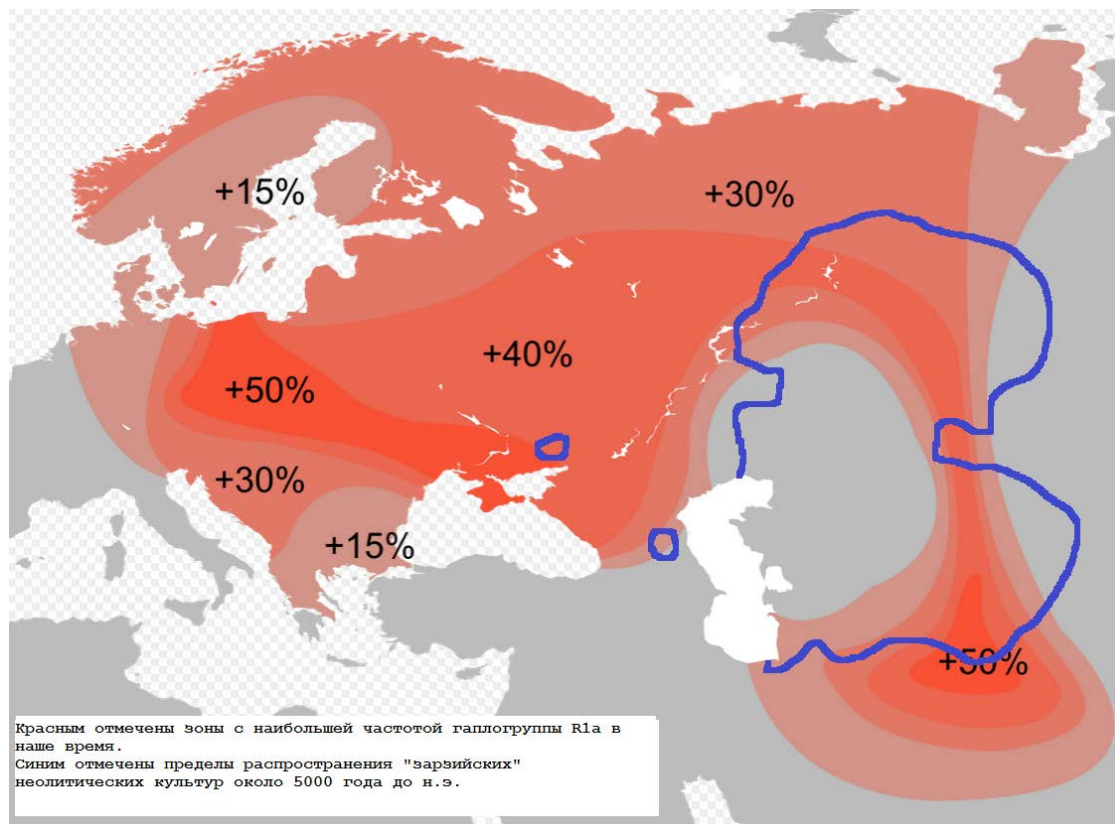 +15%
+30%
+40%
+50%
+30%
+15%
+50%
Красным отмечены зоны с наибольшей частотой гаплогруппы R1a в
наше время.
Синим отмечены пределы распространения "зарзийских"
неолитических культур около 5000 года до н.э.